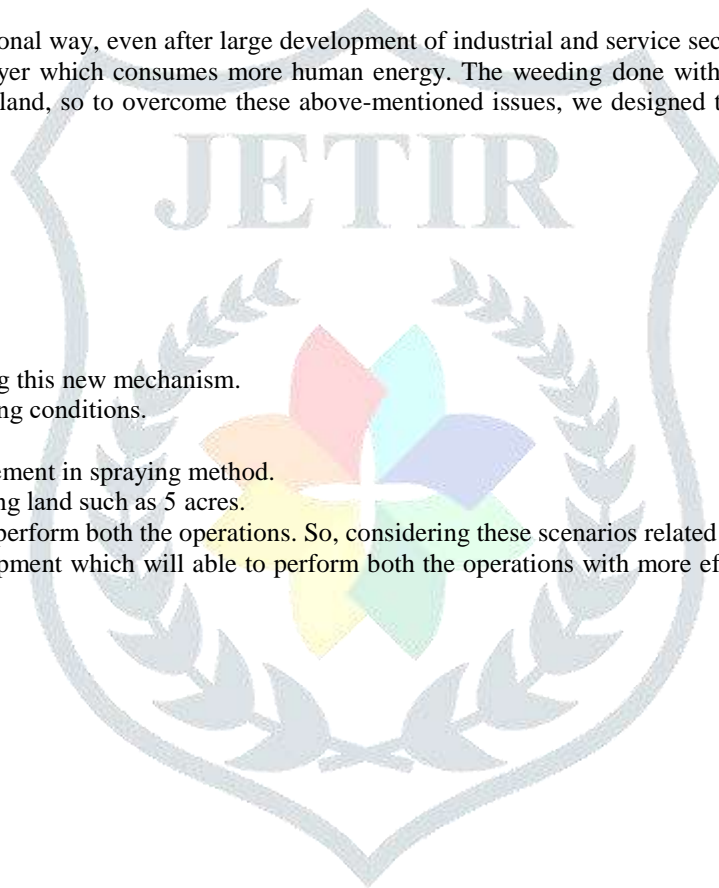 onal way, even after large development of industrial and service sec
yer which consumes more human energy. The weeding done with
land, so to overcome these above-mentioned issues, we designed t
JETIR
g this new mechanism.
ng conditions.
ement in spraying method.
ng land such as 5 acres.
perform both the operations. So, considering these scenarios related
pment which will able to perform both the operations with more ef